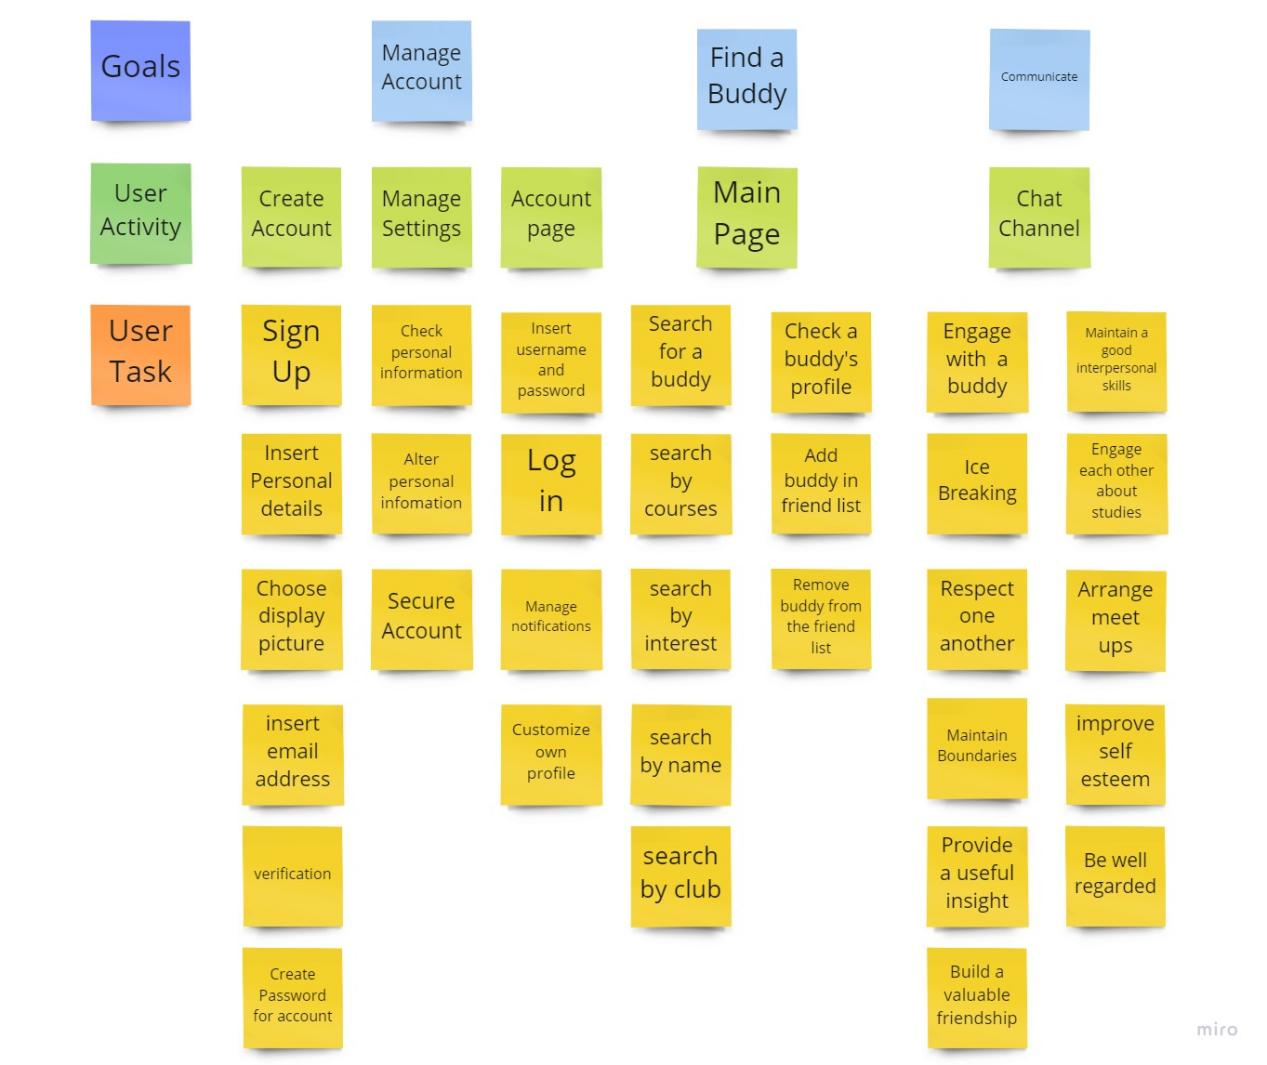 Goals
Manage
Account
Find a
Buddy
Communicate
User
Activity
Create
Account
Manage
Settings
Account
page
Main
Page
Chat
Channel
User
Task
Sign
Up
Check
personal
information
Insert
username
and
password
Search
for a
buddy
Check a
buddy's
profile
Engage
with a
buddy
Maintain a
good
interpersonal
skills
Insert
Personal
details
Alter
personal
infomation
Log
in
search
by
courses
Add
buddy in
friend list
Ice
Breaking
Engage
each other
about
studies
Choose
display
picture
Secure
Account
Manage
notifications
search
by
interest
Remove
buddy from
the friend
list
Respect
one
another
Arrange
meet
ups
insert
email
address
Customize
own
profile
search
by name
Maintain
Boundaries
improve
self
esteem
verification
search
by club
Provide
a useful
insight
Be well
regarded
Create
Password
for account
Build a
valuable
friendship
miro